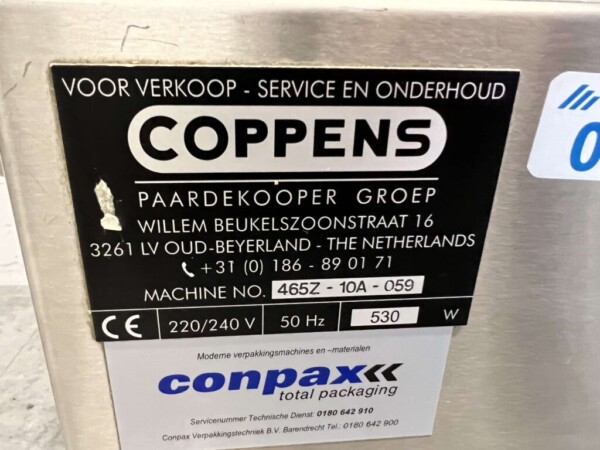 VOOR VERKOOP - SERVICE EN ONDERHOUD
COPPENS
PAARDEKOOPER GROEP
WILLEM BEUKELSZOONSTRAAT 16
3261 LV OUD-BEYERLAND - THE NETHERLANDS
+31 (0) 186 - 89 01 71
MACHINE NO. 465Z - 10A - 059
CE 220/240 V 50 Hz 530 W
Moderne verpakkingsmachines en -materialen
conpax
total packaging
Servicenummer Technische Dienst: 0180 642 910
Conpax Verpakkingstechniek B.V. Barendrecht Tel.: 0180 642 900
0